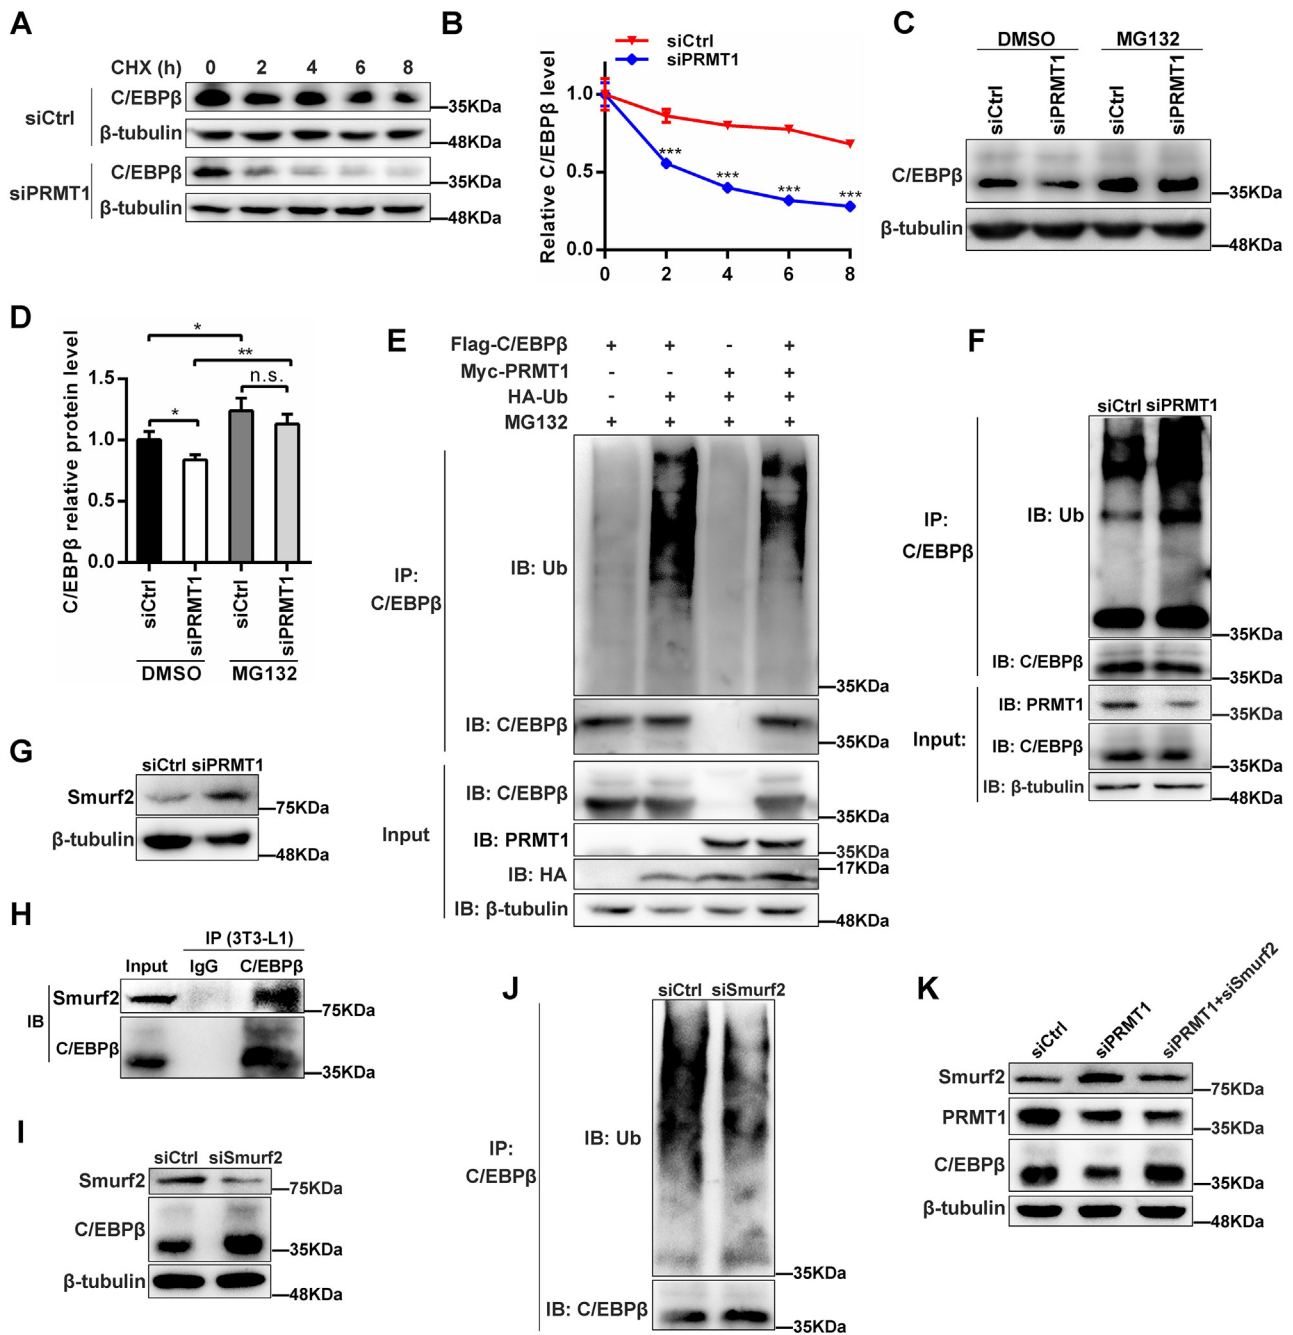 A
CHX (h) 0 2 4 6 8
siCtrl
C/EBPβ
35KDa
β-tubulin
48KDa
siPRMT1
C/EBPβ
35KDa
β-tubulin
48KDa
B
siCtrl
siPRMT1
Relative C/EBPβ level
1.0
0.5
0.0
*** *** *** ***
0 2 4 6 8
C
DMSO MG132
siCtrl siPRMT1 siCtrl siPRMT1
C/EBPβ
35KDa
β-tubulin
48KDa
D
C/EBPβ relative protein level
*
**
n.s.
*
1.5
1.0
0.5
0.0
siCtrl siPRMT1 siCtrl siPRMT1
DMSO MG132
E
Flag-C/EBPβ + + - +
Myc-PRMT1 - - + +
HA-Ub - + + +
MG132 + + + +
IP:
C/EBPβ
IB: Ub
35KDa
IB: C/EBPβ
35KDa
Input
IB: C/EBPβ
35KDa
IB: PRMT1
35KDa
17KDa
IB: HA
IB: β-tubulin
48KDa
F
siCtrl siPRMT1
IP:
C/EBPβ
IB: Ub
35KDa
IB: C/EBPβ
35KDa
Input:
IB: PRMT1
35KDa
IB: C/EBPβ
35KDa
IB: β-tubulin
48KDa
G
siCtrl siPRMT1
Smurf2
75KDa
β-tubulin
48KDa
H
IP (3T3-L1)
Input IgG C/EBPβ
IB
Smurf2
75KDa
C/EBPβ
35KDa
I
siCtrl siSmurf2
Smurf2
75KDa
C/EBPβ
35KDa
β-tubulin
48KDa
J
siCtrl siSmurf2
IP:
C/EBPβ
IB: Ub
35KDa
IB: C/EBPβ
35KDa
K
siCtrl siPRMT1 siPRMT1+siSmurf2
Smurf2
75KDa
PRMT1
35KDa
C/EBPβ
35KDa
β-tubulin
48KDa